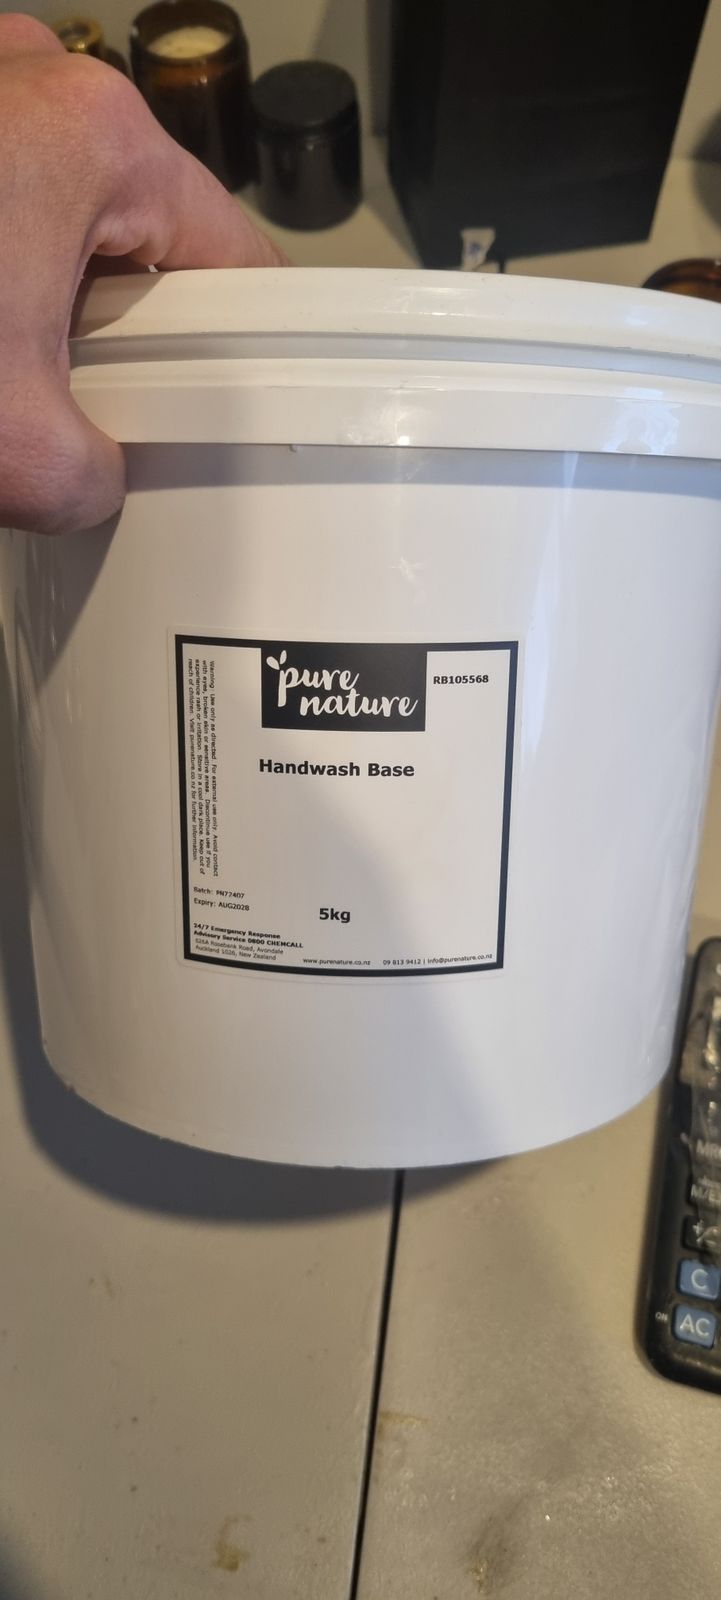 pure
nature
RB105568
Handwash Base
5kg
Warning: Use only as directed. For external use only. Avoid contact
with eyes, broken skin or sensitive areas. Discontinue use if you
experience rash or irritation. Store in a cool dark place. Keep out of
reach of children. Visit purenature.co.nz for further information.
Batch: PN72407
Expiry: AUG2028
24/7 Emergency Response
Advisory Service 0800 CHEMCALL
525A Rosebank Road, Avondale
Auckland 1026, New Zealand
www.purenature.co.nz 09 813 9412 | info@purenature.co.nz
C
ON AC